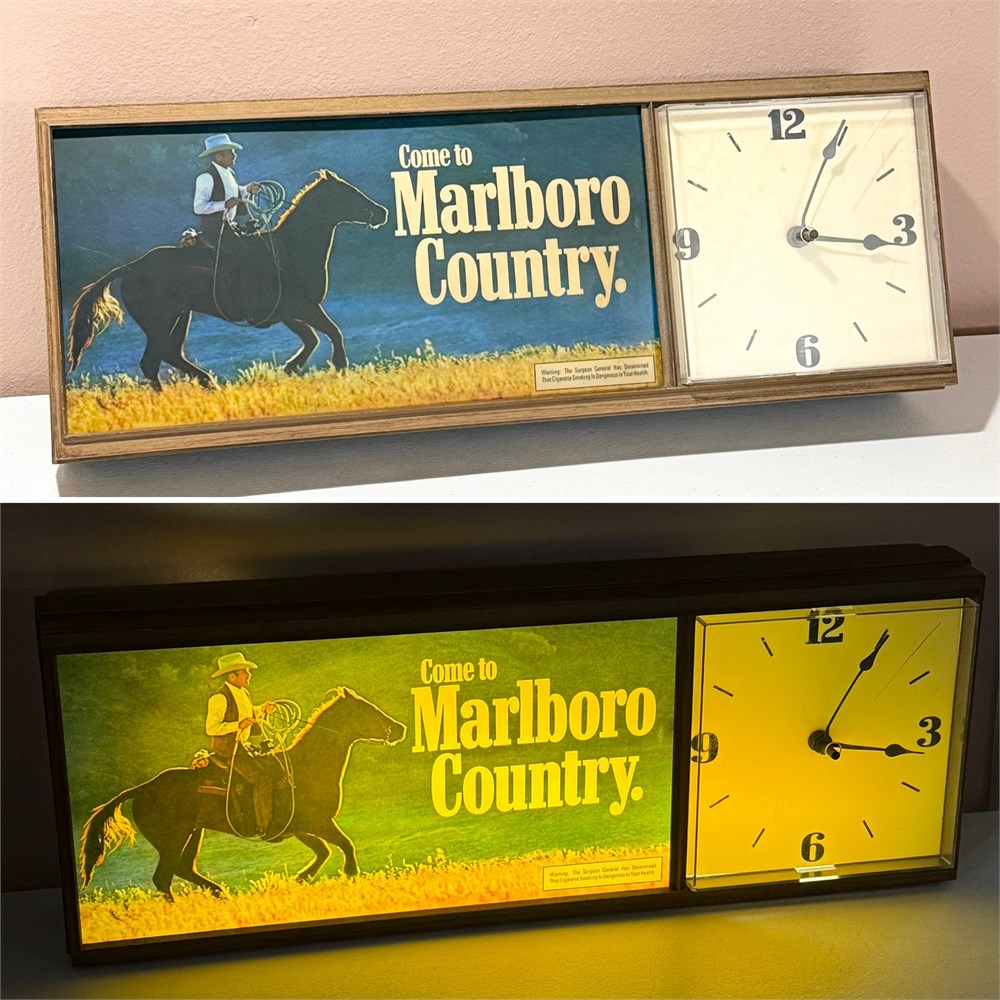 Come to
Marlboro
Country.
Warning: The Surgeon General Has Determined
That Cigarette Smoking Is Dangerous to Your Health.
12
3
6
9
Come to
Marlboro
Country.
Warning: The Surgeon General Has Determined
That Cigarette Smoking Is Dangerous to Your Health.
12
3
6
9